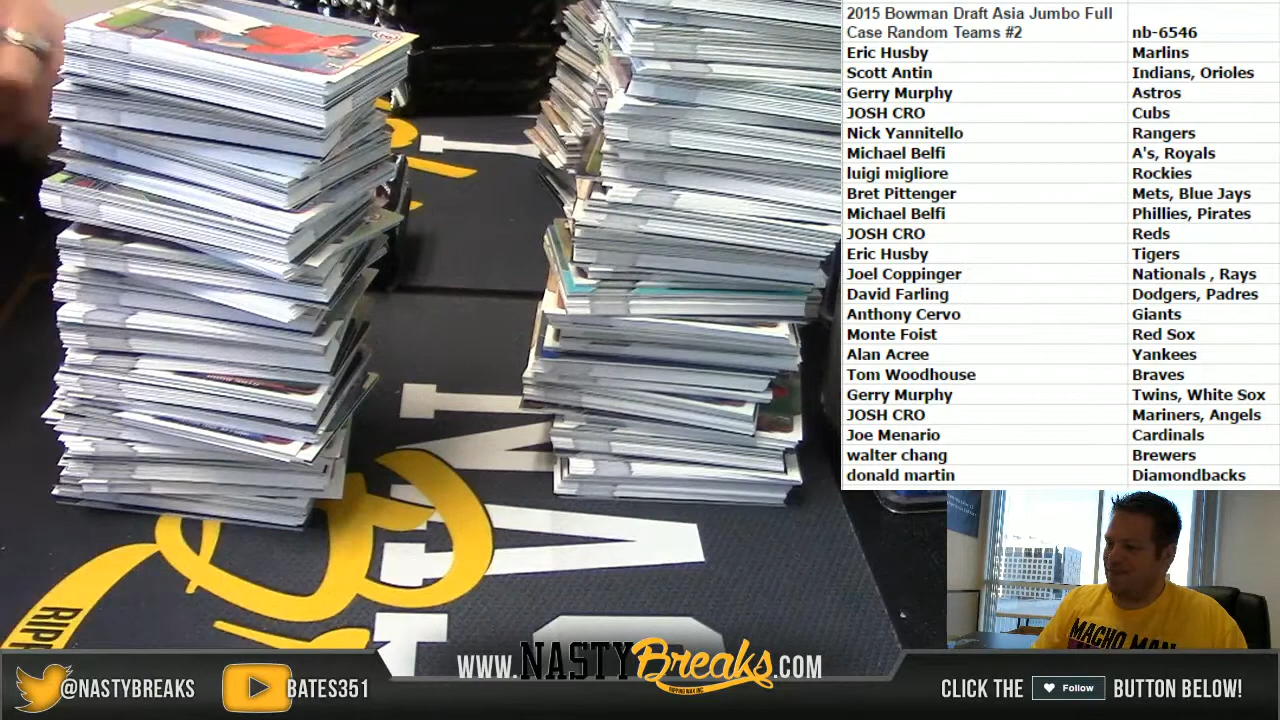 2015 Bowman Draft Asia Jumbo Full
Case Random Teams #2 nb-6546
Eric Husby Marlins
Scott Antin Indians, Orioles
Gerry Murphy Astros
JOSH CRO Cubs
Nick Yannitello Rangers
Michael Belfi A's, Royals
luigi migliore Rockies
Bret Pittenger Mets, Blue Jays
Michael Belfi Phillies, Pirates
JOSH CRO Reds
Eric Husby Tigers
Joel Coppinger Nationals , Rays
David Farling Dodgers, Padres
Anthony Cervo Giants
Monte Foist Red Sox
Alan Acree Yankees
Tom Woodhouse Braves
Gerry Murphy Twins, White Sox
JOSH CRO Mariners, Angels
Joe Menario Cardinals
walter chang Brewers
donald martin Diamondbacks
MACHO MAN
@NASTYBREAKS
BATES351
WWW.NASTYBreaks.COM
RIPPING WAX INC
CLICK THE Follow BUTTON BELOW!